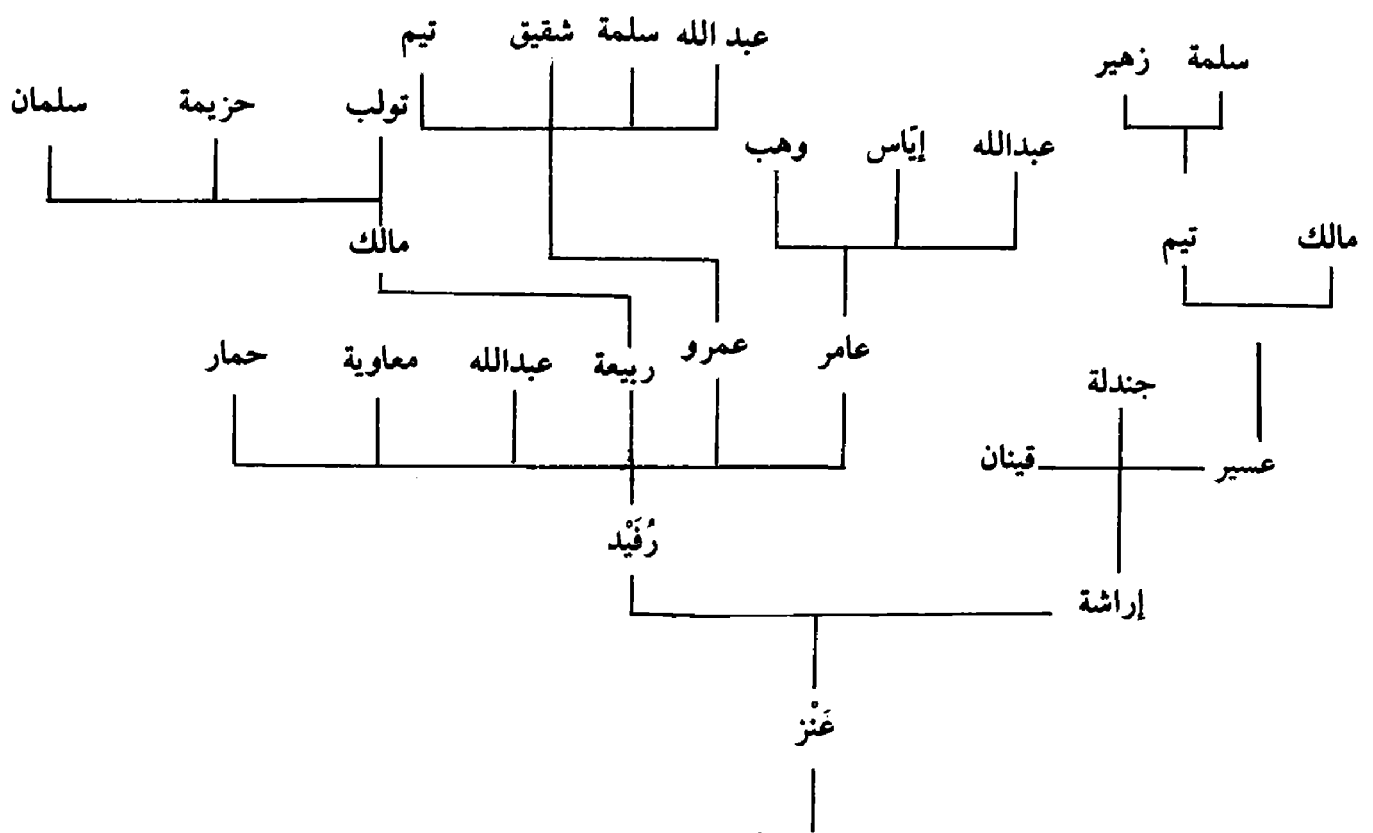 عبد الله سلمة شقيق تيم
سلمة زهير
تولب حزيمة سلمان
عبدالله إيّاس وهب
مالك تيم
مالك
عامر عمرو ربيعة عبدالله معاوية حمار
جندلة
عسير قينان
رُفَيْد
إراشة
عَنْز